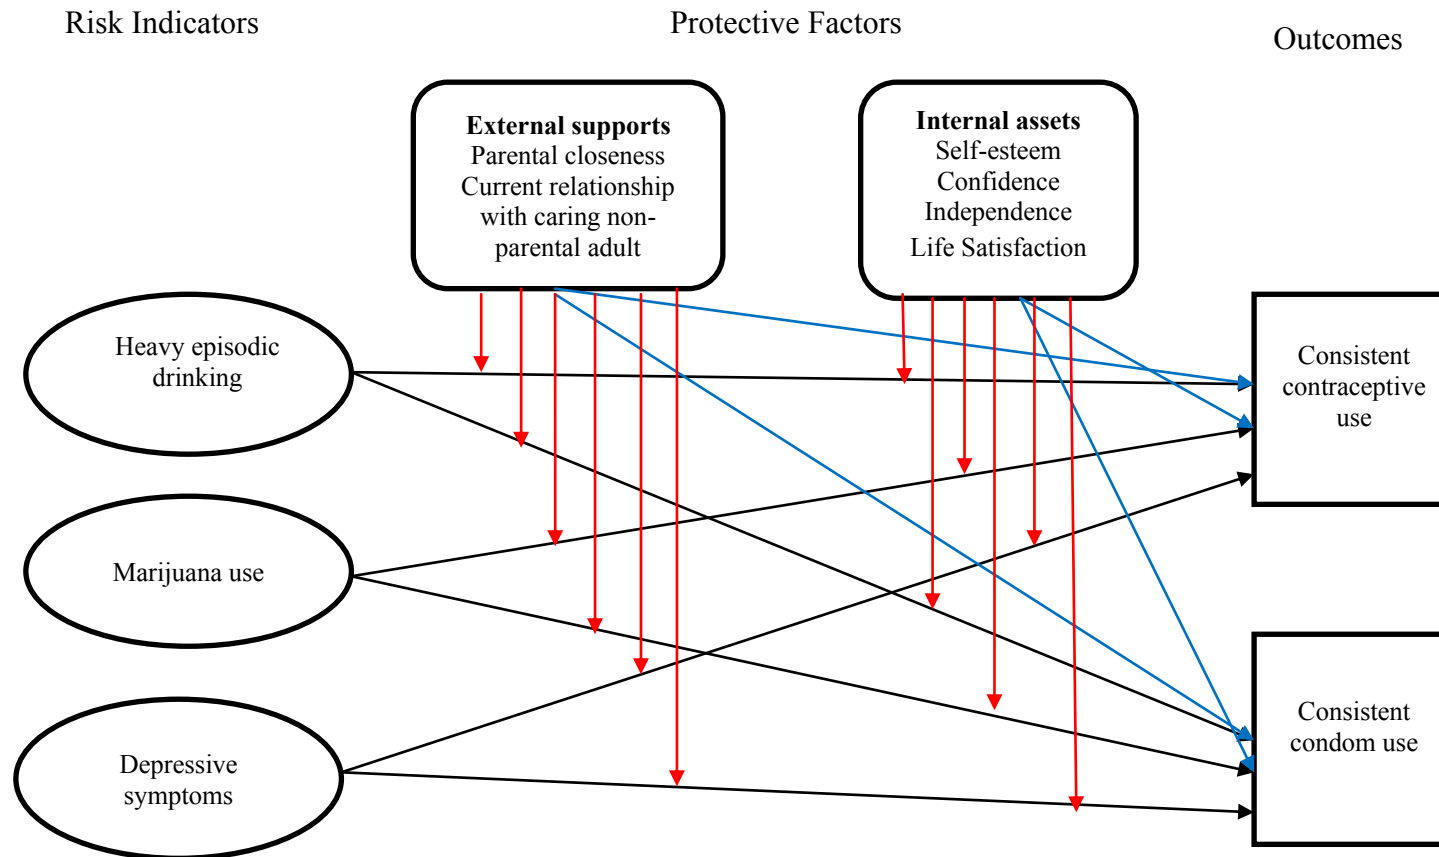 Risk Indicators
Protective Factors
Outcomes
External supports
Parental closeness
Current relationship
with caring non-
parental adult
Internal assets
Self-esteem
Confidence
Independence
Life Satisfaction
Heavy episodic
drinking
Consistent
contraceptive
use
Marijuana use
Depressive
symptoms
Consistent
condom use